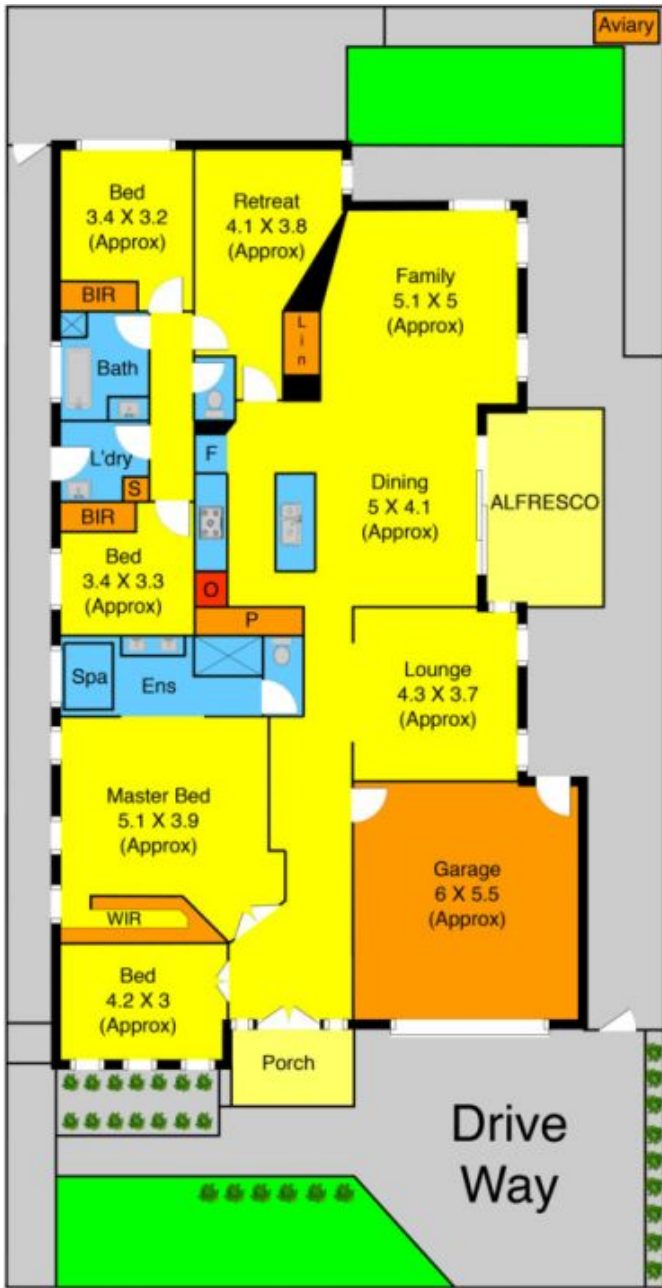 Aviary
Bed
3.4 X 3.2
(Approx)
Retreat
4.1 X 3.8
(Approx)
Family
5.1 X 5
(Approx)
BIR
Lin
Bath
L'dry
S
F
BIR
Dining
5 X 4.1
(Approx)
ALFRESCO
Bed
3.4 X 3.3
(Approx)
O
P
Spa
Ens
Lounge
4.3 X 3.7
(Approx)
Master Bed
5.1 X 3.9
(Approx)
Garage
6 X 5.5
(Approx)
WIR
Bed
4.2 X 3
(Approx)
Porch
Drive
Way